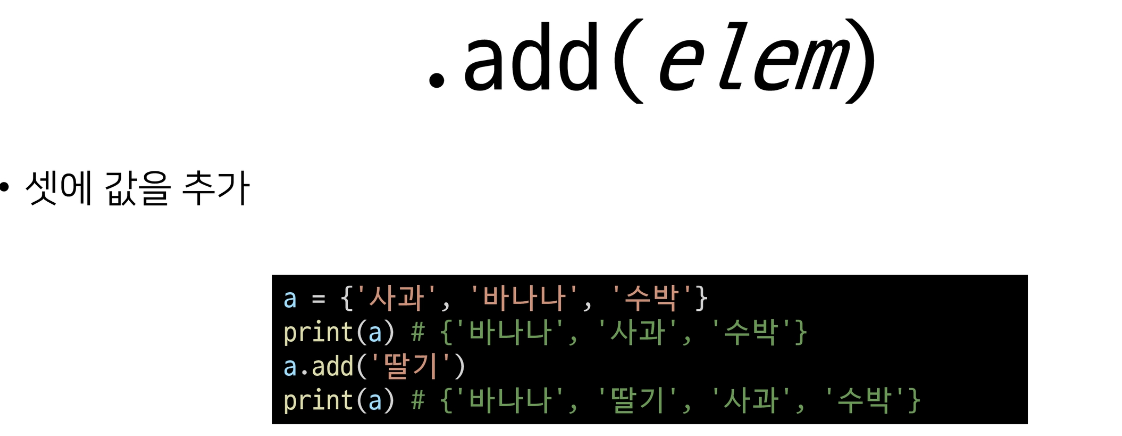 .add(elem)
• 셋에 값을 추가
a = {'사과', '바나나', '수박'}
print(a) # {'바나나', '사과', '수박'}
a.add('딸기')
print(a) # {'바나나', '딸기', '사과', '수박'}